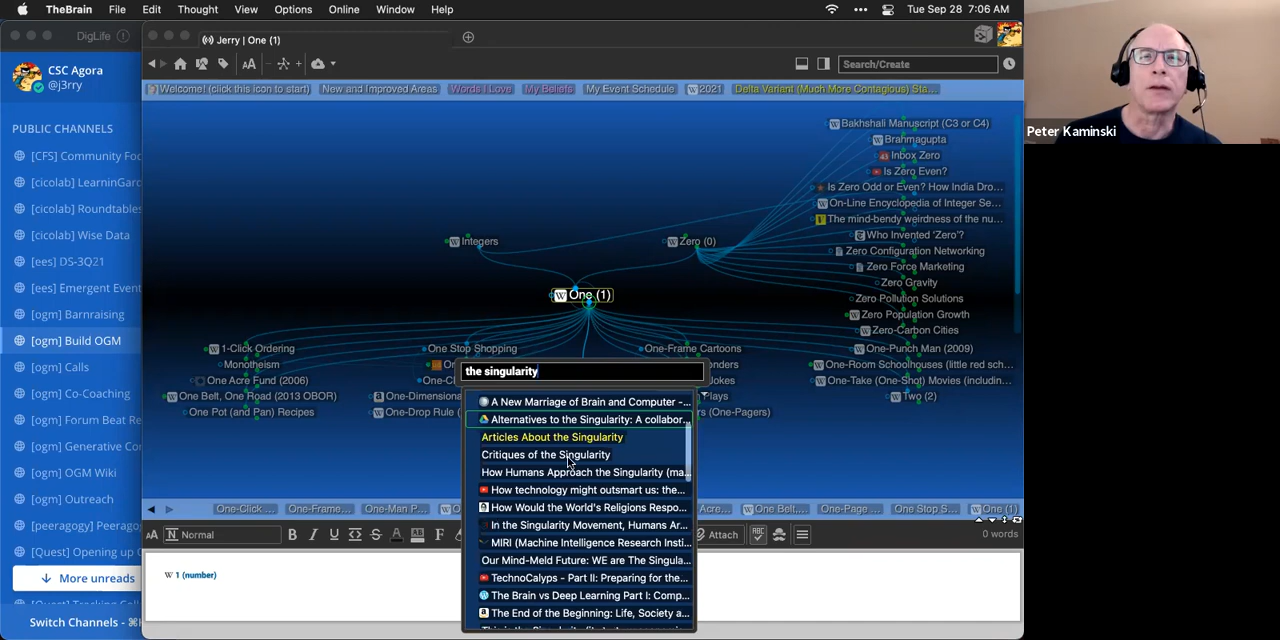 TheBrain File Edit Thought View Options Online Window Help
Tue Sep 28 7:06 AM
DigLife
CSC Agora
@j3rry
PUBLIC CHANNELS
[CFS] Community Foc
[cicolab] LearninGard
[cicolab] Roundtables
[cicolab] Wise Data
[ees] DS-3Q21
[ees] Emergent Event
[ogm] Barnraising
[ogm] Build OGM
[ogm] Calls
[ogm] Co-Coaching
[ogm] Forum Beat Re
[ogm] Generative Co
[ogm] OGM Wiki
[ogm] Outreach
[peeragogy] Peerago
[Quest] Opening up
More unreads
Switch Channels - ⌘
Jerry | One (1)
Search/Create
Welcome! (click this icon to start) New and Improved Areas Words I Love My Beliefs My Event Schedule 2021 Delta Variant (Much More Contagious) Sta...
Bakhshali Manuscript (C3 or C4)
Brahmagupta
Inbox Zero
Is Zero Even?
Is Zero Odd or Even? How India Dro...
On-Line Encyclopedia of Integer Se...
The mind-bendy weirdness of the nu...
Who Invented 'Zero'?
Zero Configuration Networking
Zero Force Marketing
Zero Gravity
Zero Pollution Solutions
Zero Population Growth
Zero-Carbon Cities
Integers
Zero (0)
One (1)
1-Click Ordering
Monotheism
One Acre Fund (2006)
One Belt, One Road (2013 OBOR)
One Pot (and Pan) Recipes
One Stop Shopping
One-Dimension
One-Drop Rule (
One-Frame Cartoons
One-Punch Man (2009)
One-Room Schoolhouses (little red sch...
One-Take (One-Shot) Movies (includin...
Two (2)
the singularity
A New Marriage of Brain and Computer -...
Alternatives to the Singularity: A collabor...
Articles About the Singularity
Critiques of the Singularity
How Humans Approach the Singularity (ma...
How technology might outsmart us: the...
How Would the World's Religions Respo...
In the Singularity Movement, Humans Ar...
MIRI (Machine Intelligence Research Insti...
Our Mind-Meld Future: WE are The Singula...
TechnoCalyps - Part II: Preparing for the...
The Brain vs Deep Learning Part I: Comp...
The End of the Beginning: Life, Society a...
One-Click ... One-Frame... One-Man P...
Acre... One Belt,... One-Page ... One Stop S... One (1)
Normal
B I U S A F
Attach
ABC
0 words
1 (number)
Peter Kaminski